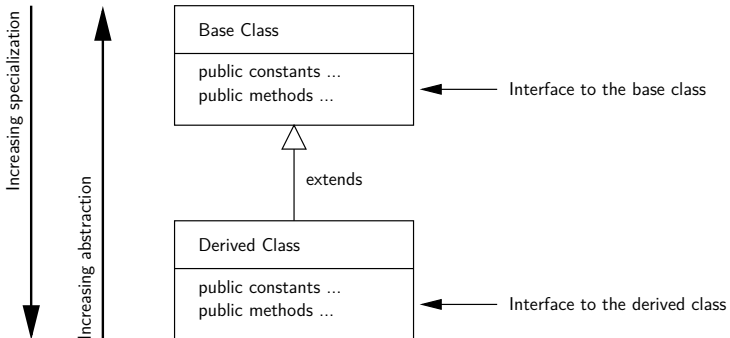 Increasing specialization
Increasing abstraction
Base Class
public constants ...
public methods ...
Interface to the base class
extends
Derived Class
public constants ...
public methods ...
Interface to the derived class